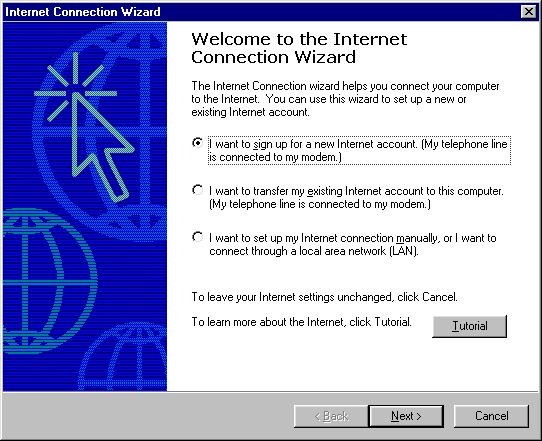 Internet Connection Wizard
Welcome to the Internet
Connection Wizard
The Internet Connection wizard helps you connect your computer
to the Internet. You can use this wizard to set up a new or
existing Internet account.
I want to sign up for a new Internet account. (My telephone line
is connected to my modem.)
I want to transfer my existing Internet account to this computer.
(My telephone line is connected to my modem.)
I want to set up my Internet connection manually, or I want to
connect through a local area network (LAN).
To leave your Internet settings unchanged, click Cancel.
To learn more about the Internet, click Tutorial.
Tutorial
< Back
Next >
Cancel